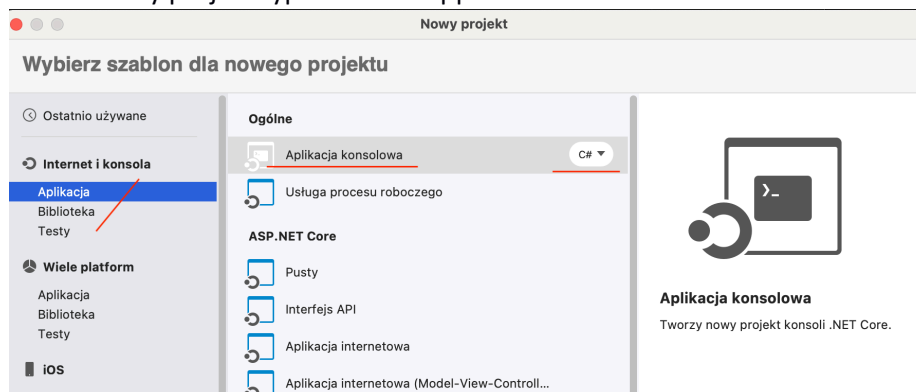 Nowy projekt
Wybierz szablon dla nowego projektu
Ostatnio używane
Internet i konsola
Aplikacja
Biblioteka
Testy
Wiele platform
Aplikacja
Biblioteka
Testy
iOS
Ogólne
Aplikacja konsolowa
C#
Usługa procesu roboczego
ASP.NET Core
Pusty
Interfejs API
Aplikacja internetowa
Aplikacja internetowa (Model-View-Controll...
Aplikacja konsolowa
Tworzy nowy projekt konsoli .NET Core.